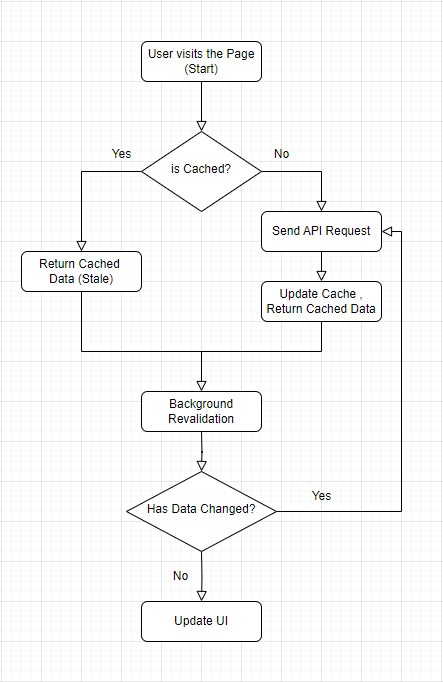 User visits the Page
(Start)
is Cached?
Yes
No
Send API Request
Return Cached
Data (Stale)
Update Cache ,
Return Cached Data
Background
Revalidation
Has Data Changed?
Yes
No
Update UI